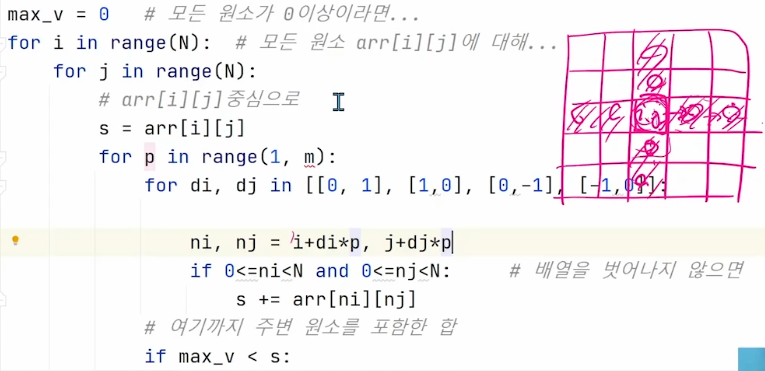 max_v = 0   # 모든 원소가 0이상이라면...
for i in range(N):  # 모든 원소 arr[i][j]에 대해...
    for j in range(N):
        # arr[i][j]중심으로
        s = arr[i][j]
        for p in range(1, m):
            for di, dj in [[0, 1], [1,0], [0,-1], [-1,0]]:
                ni, nj = i+di*p, j+dj*p
                if 0<=ni<N and 0<=nj<N:     # 배열을 벗어나지 않으면
                    s += arr[ni][nj]
            # 여기까지 주변 원소를 포함한 합
            if max_v < s: